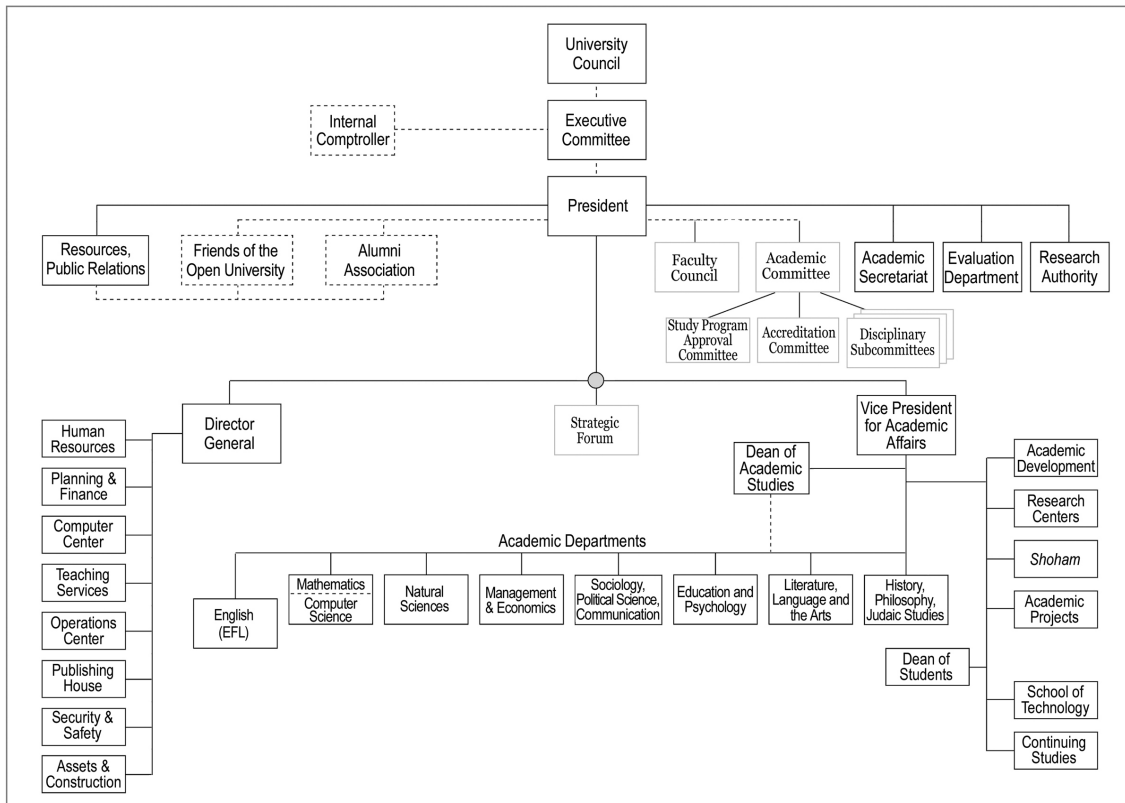 University
Council
Internal
Comptroller
Executive
Committee
President
Resources,
Public Relations
Friends of the
Open University
Alumni
Association
Faculty
Council
Academic
Committee
Academic
Secretariat
Evaluation
Department
Research
Authority
Study Program
Approval
Committee
Accreditation
Committee
Disciplinary
Subcommittees
Director
General
Strategic
Forum
Vice President
for Academic
Affairs
Human
Resources
Planning &
Finance
Computer
Center
Teaching
Services
Operations
Center
Publishing
House
Security &
Safety
Assets &
Construction
Dean of
Academic
Studies
Academic Departments
English
(EFL)
Mathematics
Computer
Science
Natural
Sciences
Management
& Economics
Sociology,
Political Science,
Communication
Education and
Psychology
Literature,
Language and
the Arts
History,
Philosophy,
Judaic Studies
Academic
Development
Research
Centers
Shoham
Academic
Projects
Dean of
Students
School of
Technology
Continuing
Studies